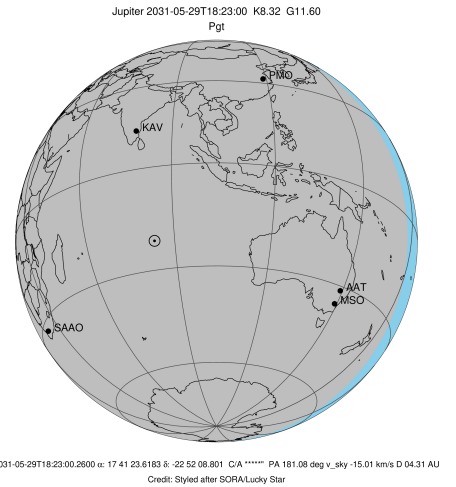 Jupiter 2031-05-29T18:23:00 K8.32 G11.60
Pgt
PMO
KAV
AAT
MSO
SAAO
031-05-29T18:23:00.2600 α: 17 41 23.6183 δ: -22 52 08.801 C/A *****" PA 181.08 deg v_sky -15.01 km/s D 04.31 AU
Credit: Styled after SORA/Lucky Star